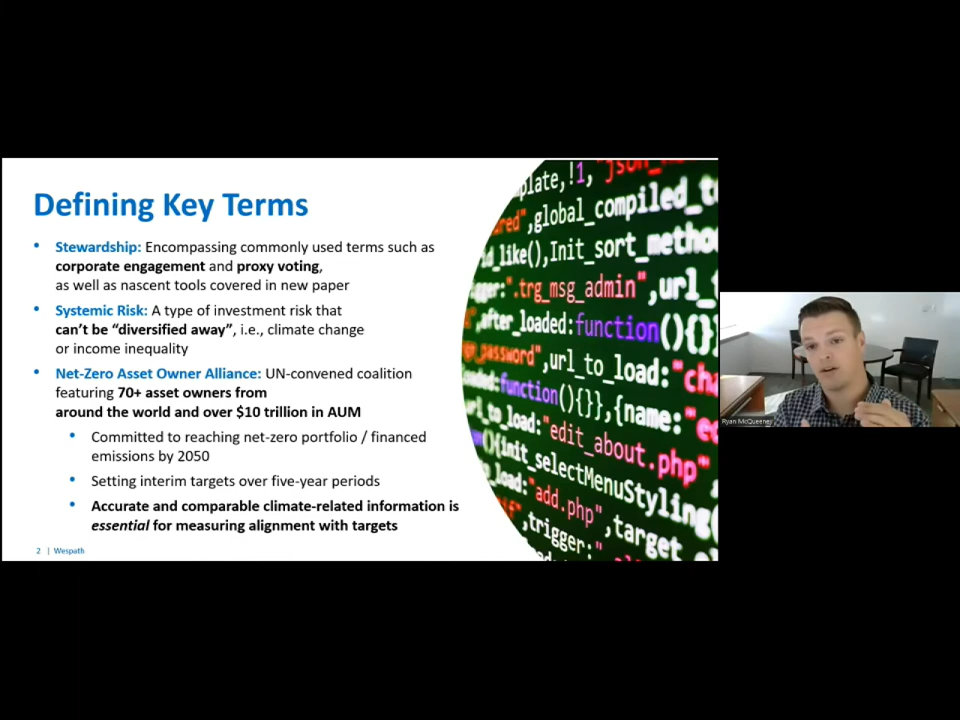 Defining Key Terms
• Stewardship: Encompassing commonly used terms such as
corporate engagement and proxy voting,
as well as nascent tools covered in new paper
• Systemic Risk: A type of investment risk that
can't be "diversified away", i.e., climate change
or income inequality
• Net-Zero Asset Owner Alliance: UN-convened coalition
featuring 70+ asset owners from
around the world and over $10 trillion in AUM
• Committed to reaching net-zero portfolio / financed
emissions by 2050
• Setting interim targets over five-year periods
• Accurate and comparable climate-related information is
essential for measuring alignment with targets
2 | Wespath
plate,!1, "json_
",global_compiled_t
_like(),Init_sort_metho
:".trg_msg_admin",url_
,after_loaded:function(){}
_password",url_to_load:"
:function(){}},{name:"
_to_load:"edit_about.php"
(){init_selectMenuStyling(
_load:"add.php",target
,trigger:"
Ryan McQueeney